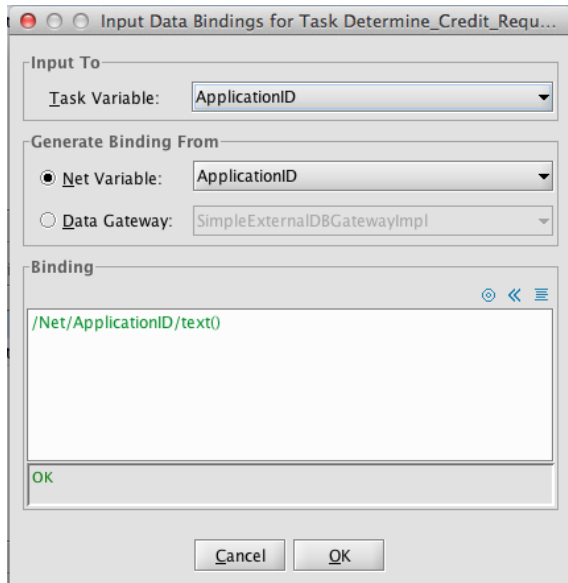 Input Data Bindings for Task Determine_Credit_Requ...
Input To
Task Variable: ApplicationID
Generate Binding From
Net Variable: ApplicationID
Data Gateway: SimpleExternalDBGatewayImpl
Binding
/Net/ApplicationID/text()
OK
Cancel OK